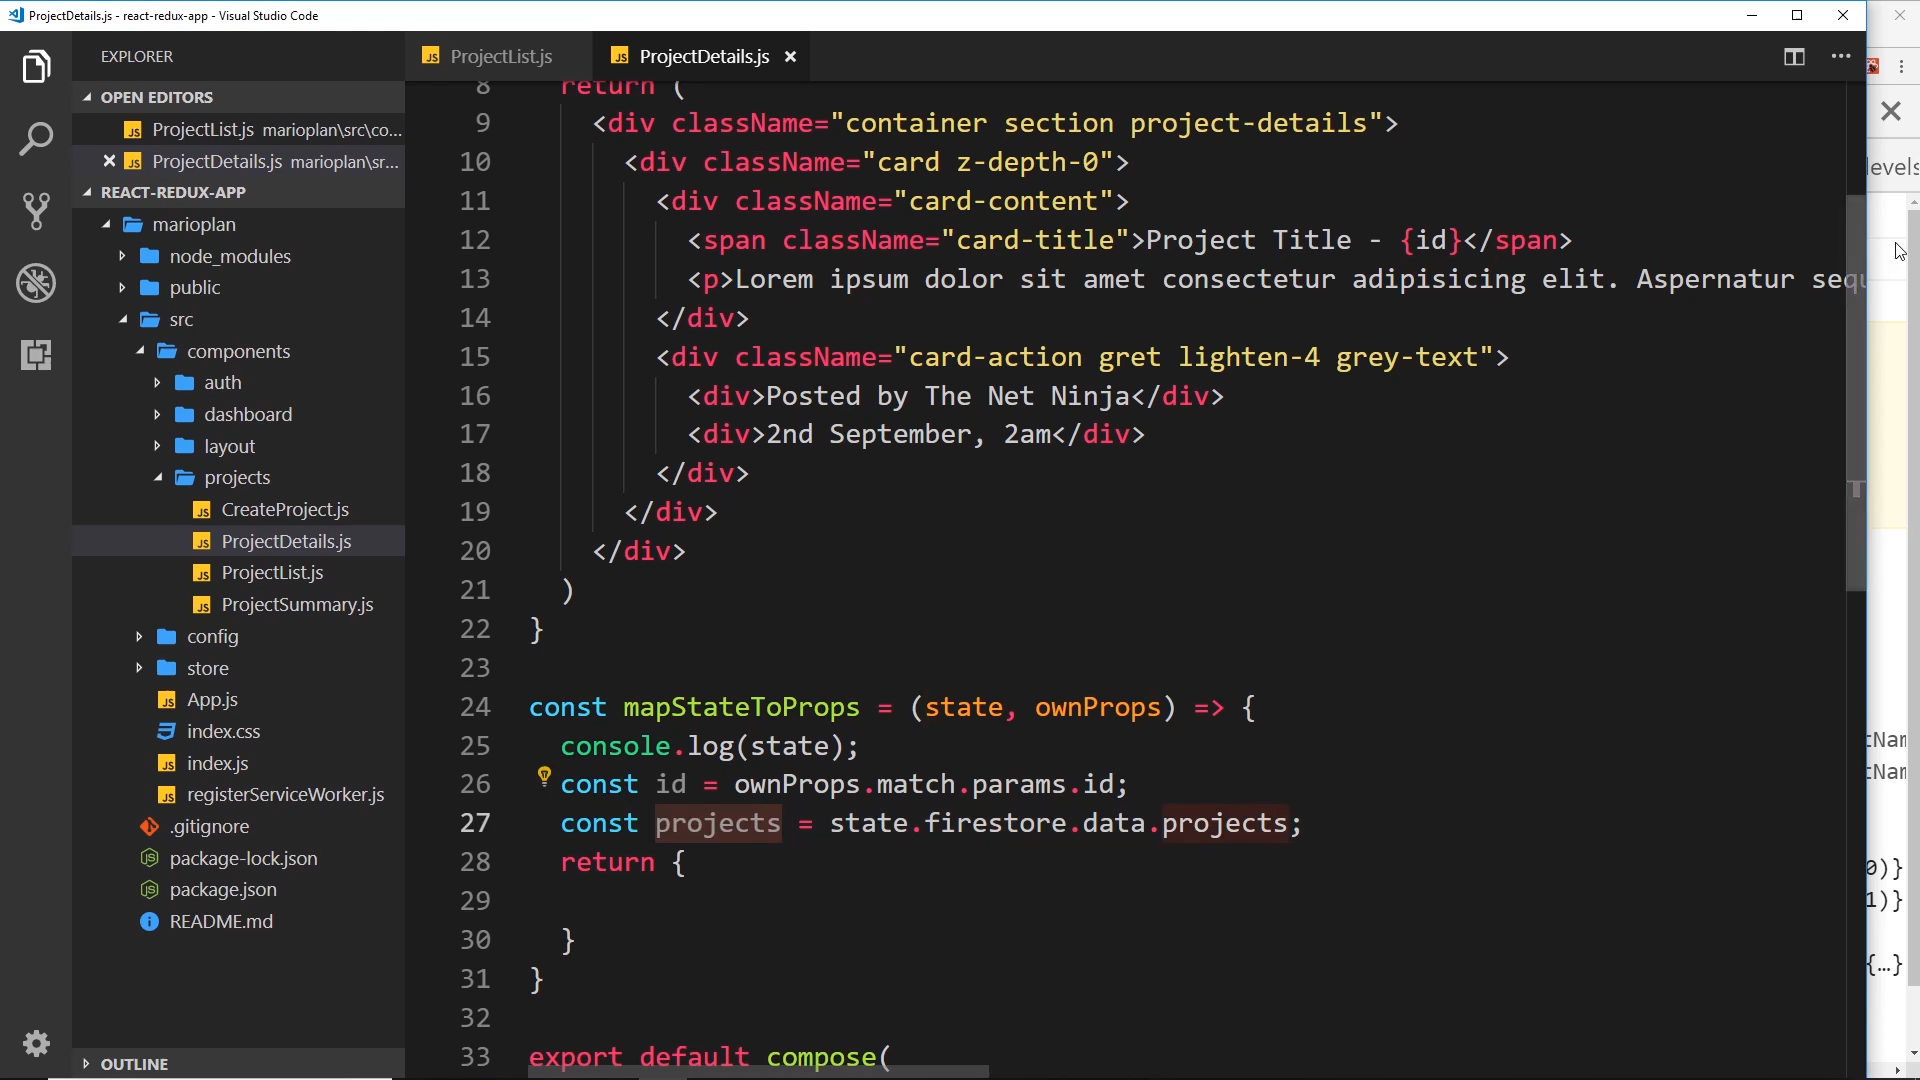 ProjectDetails.js - react-redux-app - Visual Studio Code
EXPLORER
OPEN EDITORS
ProjectList.js marioplan\src\co...
ProjectDetails.js marioplan\sr...
REACT-REDUX-APP
marioplan
node_modules
public
src
components
auth
dashboard
layout
projects
CreateProject.js
ProjectDetails.js
ProjectList.js
ProjectSummary.js
config
store
App.js
index.css
index.js
registerServiceWorker.js
.gitignore
package-lock.json
package.json
README.md
OUTLINE
ProjectList.js
ProjectDetails.js
8 return (
9 <div className="container section project-details">
10 <div className="card z-depth-0">
11 <div className="card-content">
12 <span className="card-title">Project Title - {id}</span>
13 <p>Lorem ipsum dolor sit amet consectetur adipisicing elit. Aspernatur sequ
14 </div>
15 <div className="card-action gret lighten-4 grey-text">
16 <div>Posted by The Net Ninja</div>
17 <div>2nd September, 2am</div>
18 </div>
19 </div>
20 </div>
21 )
22 }
23
24 const mapStateToProps = (state, ownProps) => {
25 console.log(state);
26 const id = ownProps.match.params.id;
27 const projects = state.firestore.data.projects;
28 return {
29
30 }
31 }
32
33 export default compose(
levels
tNam
tNam
0)}
1)}
{…}